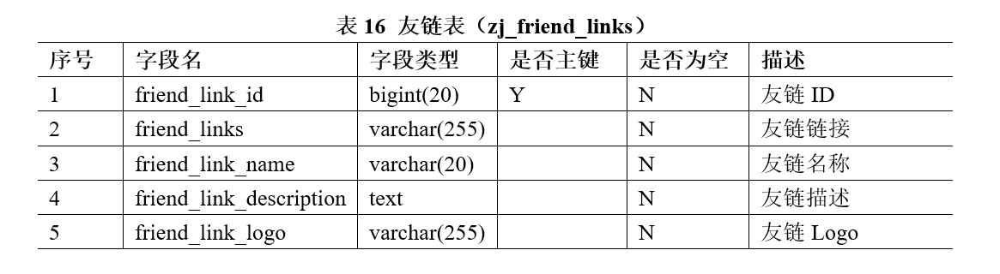 表 16 友链表（zj_friend_links）
序号 字段名 字段类型 是否主键 是否为空 描述
1 friend_link_id bigint(20) Y N 友链 ID
2 friend_links varchar(255) N 友链链接
3 friend_link_name varchar(20) N 友链名称
4 friend_link_description text N 友链描述
5 friend_link_logo varchar(255) N 友链 Logo